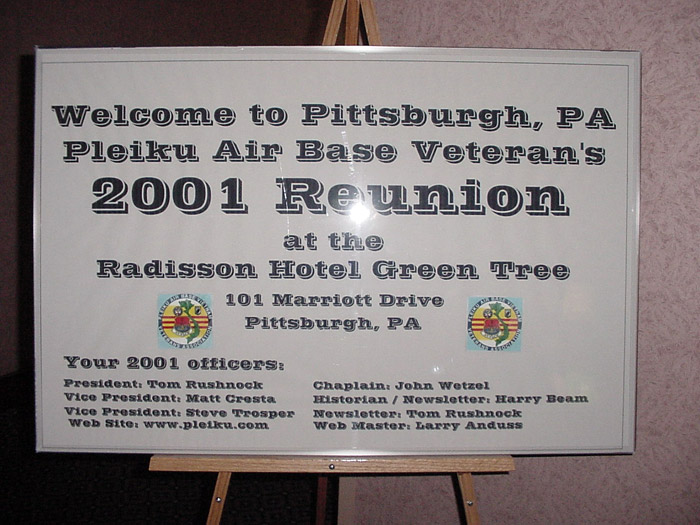 Welcome to Pittsburgh, PA
Pleiku Air Base Veteran's
2001 Reunion
at the
Radisson Hotel Green Tree
101 Marriott Drive
Pittsburgh, PA
Your 2001 officers:
President: Tom Rushnock
Vice President: Matt Cresta
Vice President: Steve Trosper
Web Site: www.pleiku.com
Chaplain: John Wetzel
Historian / Newsletter: Harry Beam
Newsletter: Tom Rushnock
Web Master: Larry Anduss